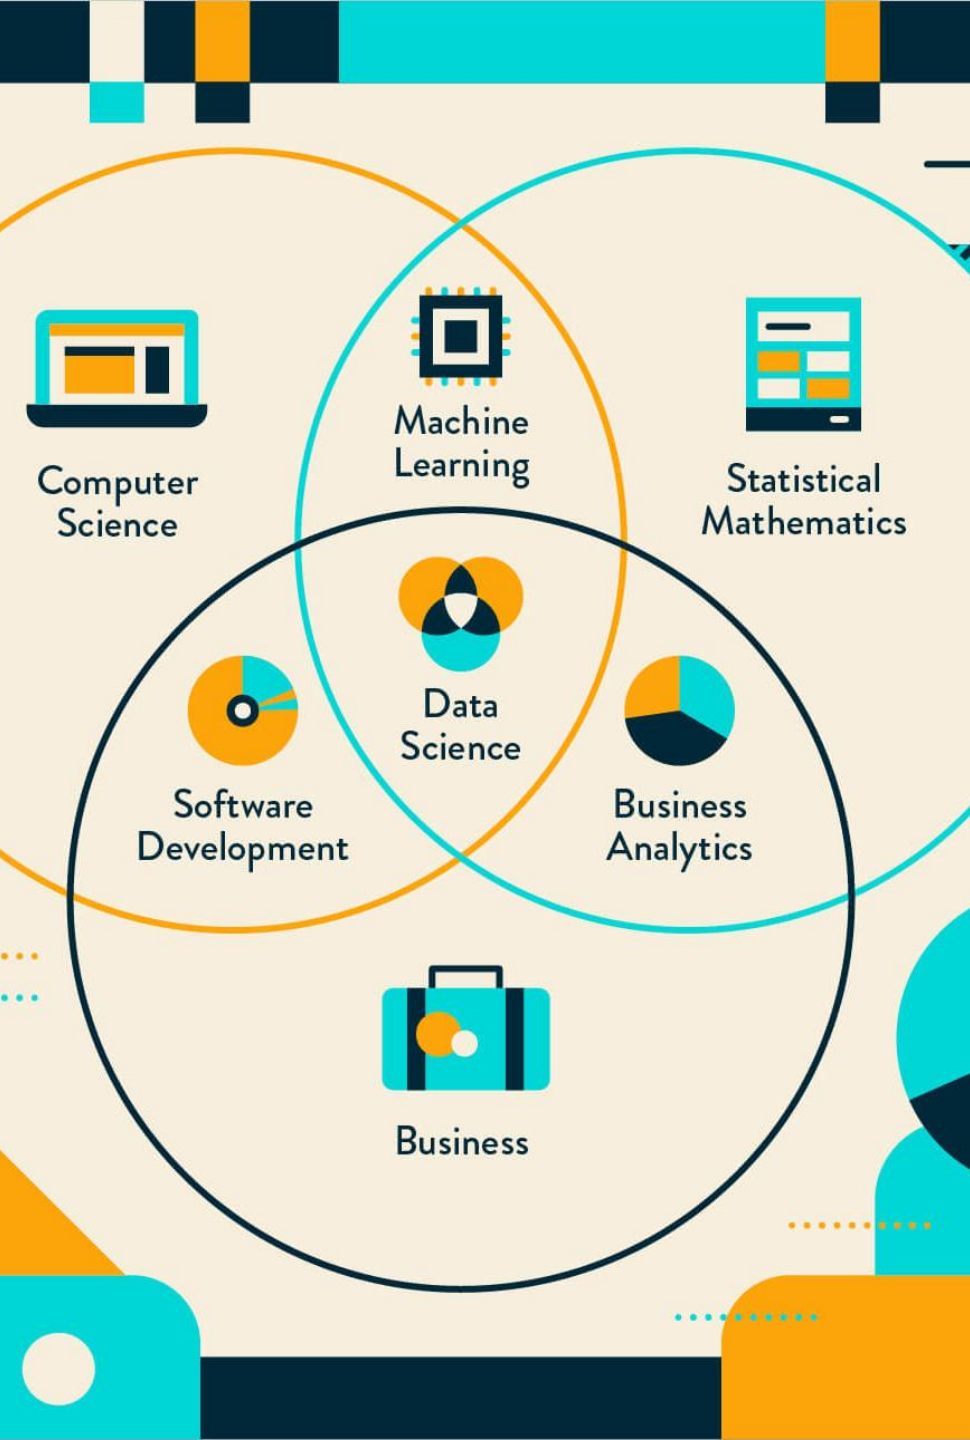 Machine
Learning
Computer
Science
Statistical
Mathematics
Data
Science
Software
Development
Business
Analytics
Business